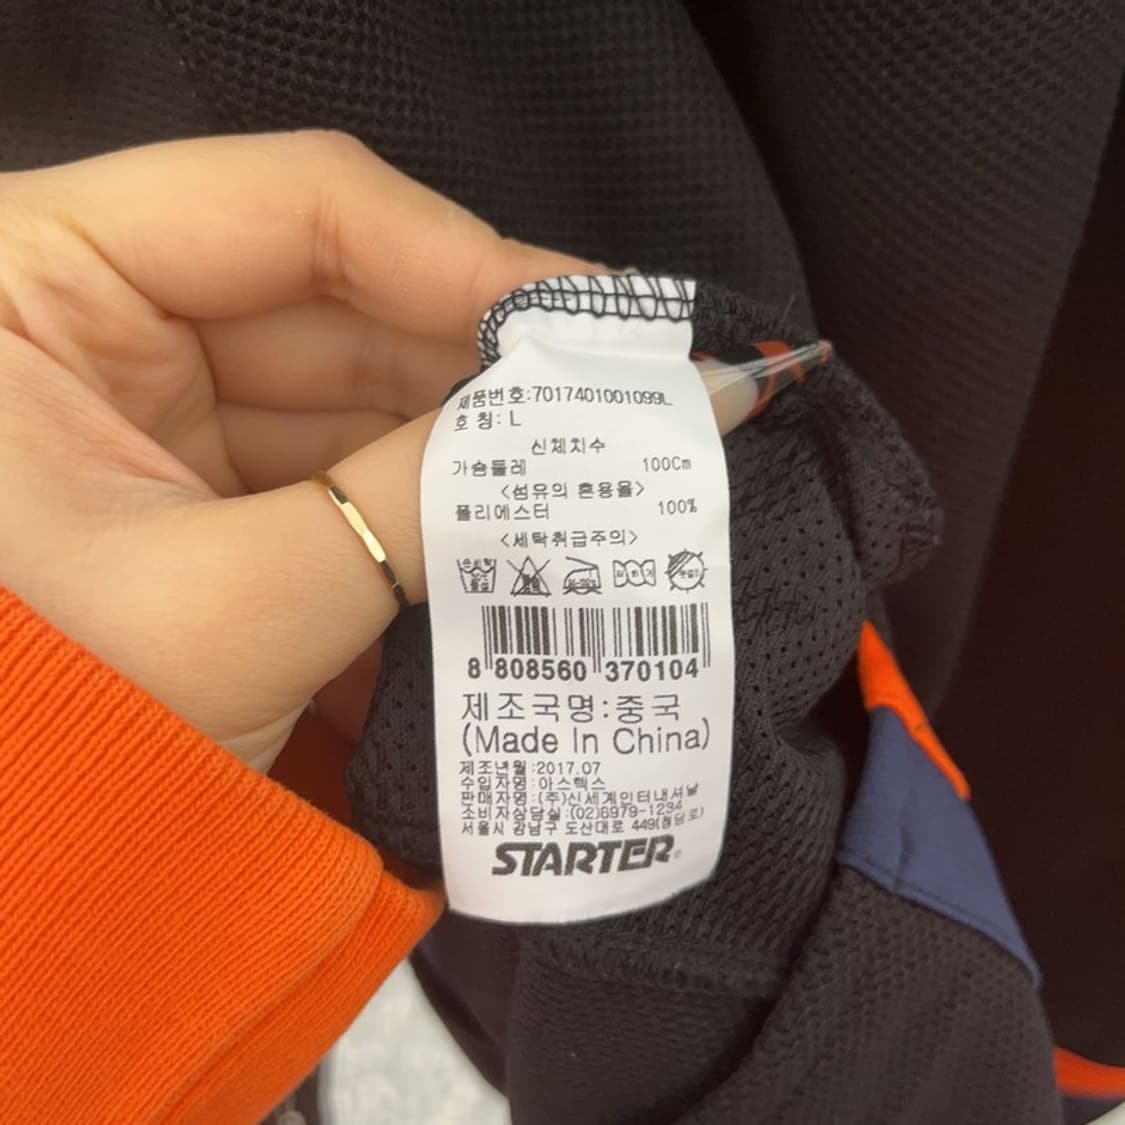 제품번호:7017401001099L
호 칭: L
신체치수
가슴둘레 100Cm
<섬유의 혼용율>
폴리에스터 100%
<세탁취급주의>
8 808560 370104
제조국명:중국
(Made In China)
제조년월:2017.07
수입자명:아스텍스
판매자명:(주)신세계인터내셔날
소비자상담실:(02)6979-1234
서울시 강남구 도산대로 449(청담로)
STARTER